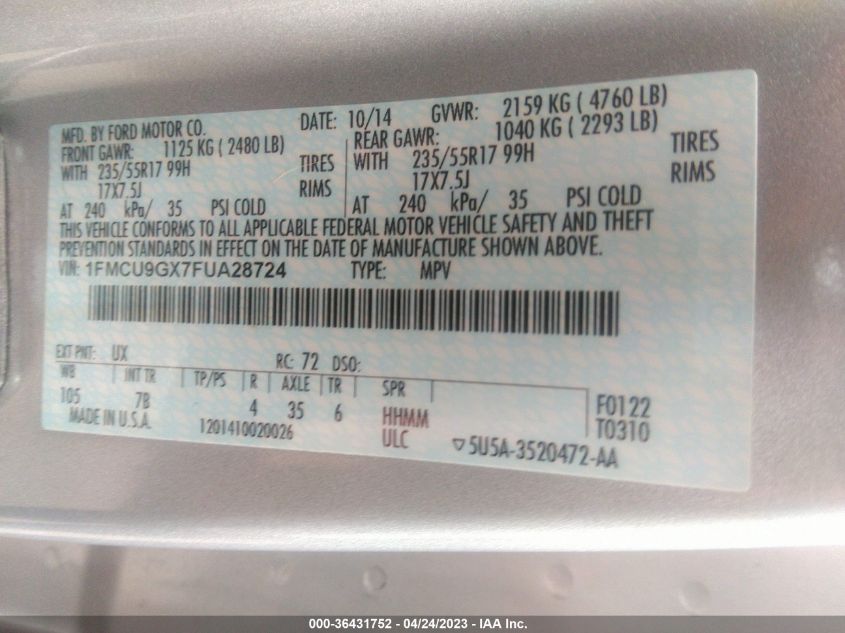 MFD. BY FORD MOTOR CO. DATE: 10/14 GVWR: 2159 KG ( 4760 LB)
FRONT GAWR: 1125 KG ( 2480 LB) REAR GAWR: 1040 KG ( 2293 LB)
WITH 235/55R17 99H TIRES WITH 235/55R17 99H TIRES
17X7.5J RIMS 17X7.5J RIMS
AT 240 kPa/ 35 PSI COLD AT 240 kPa/ 35 PSI COLD
THIS VEHICLE CONFORMS TO ALL APPLICABLE FEDERAL MOTOR VEHICLE SAFETY AND THEFT
PREVENTION STANDARDS IN EFFECT ON THE DATE OF MANUFACTURE SHOWN ABOVE.
VIN: 1FMCU9GX7FUA28724 TYPE: MPV
EXT PNT: UX RC: 72 DSO:
WB INT TR TP/PS R AXLE TR SPR
105 7B 4 35 6 HHMM F0122
MADE IN U.S.A. 1201410020026 ULC T0310
5U5A-3520472-AA
000-36431752 - 04/24/2023 - IAA Inc.